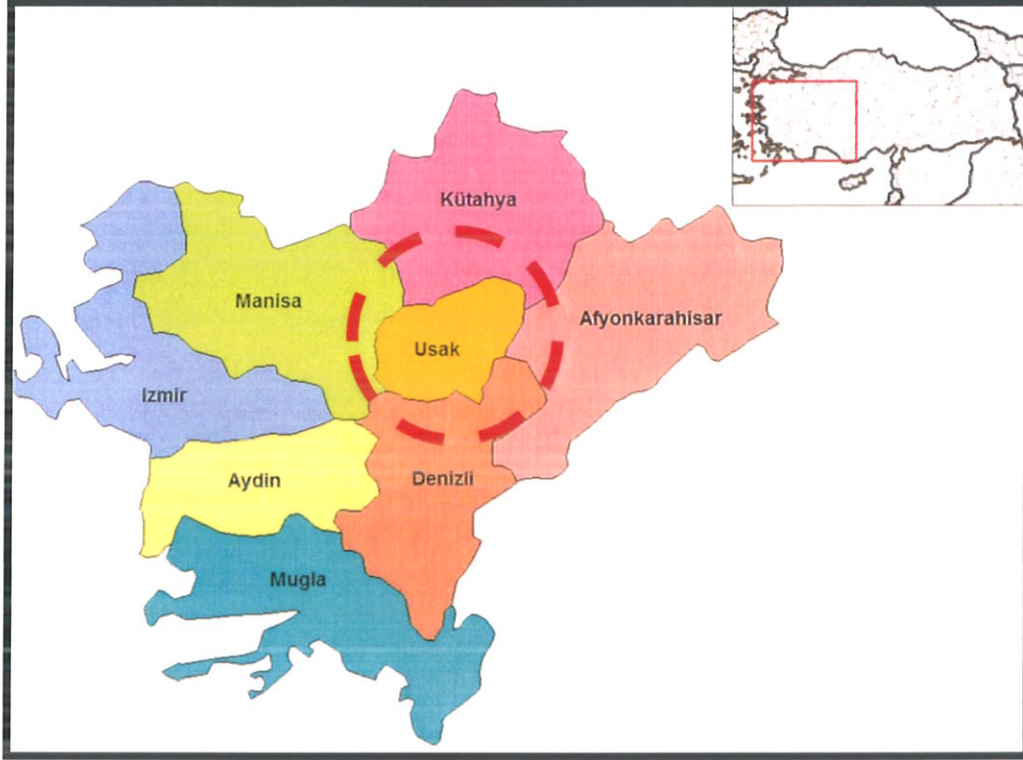 Kütahya
Manisa
Afyonkarahisar
Usak
Izmir
Aydin
Denizli
Mugla